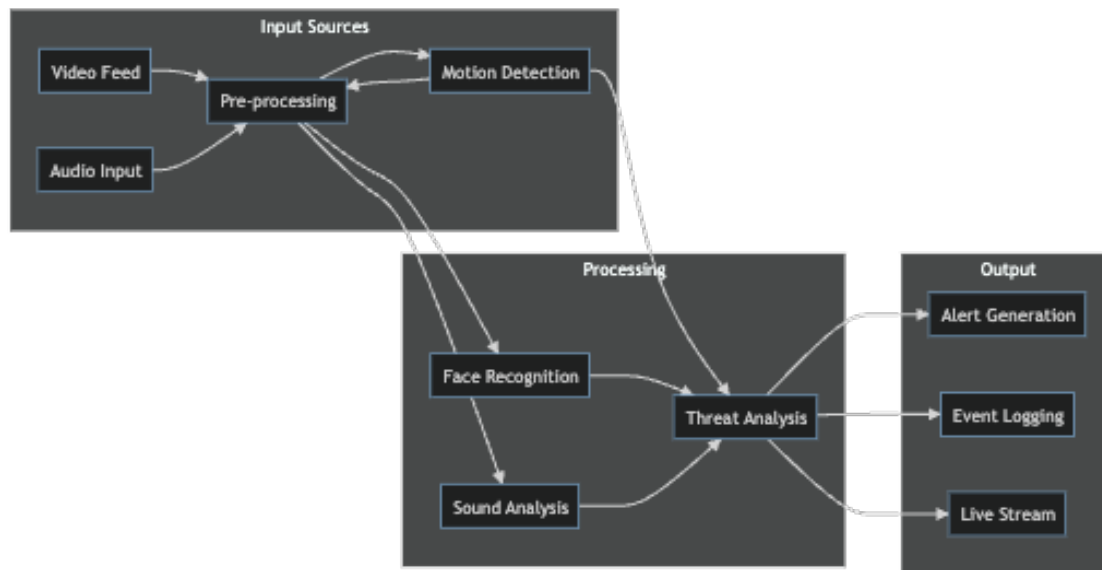 Input Sources
Video Feed
Motion Detection
Pre-processing
Audio Input
Processing
Output
Alert Generation
Face Recognition
Threat Analysis
Event Logging
Sound Analysis
Live Stream